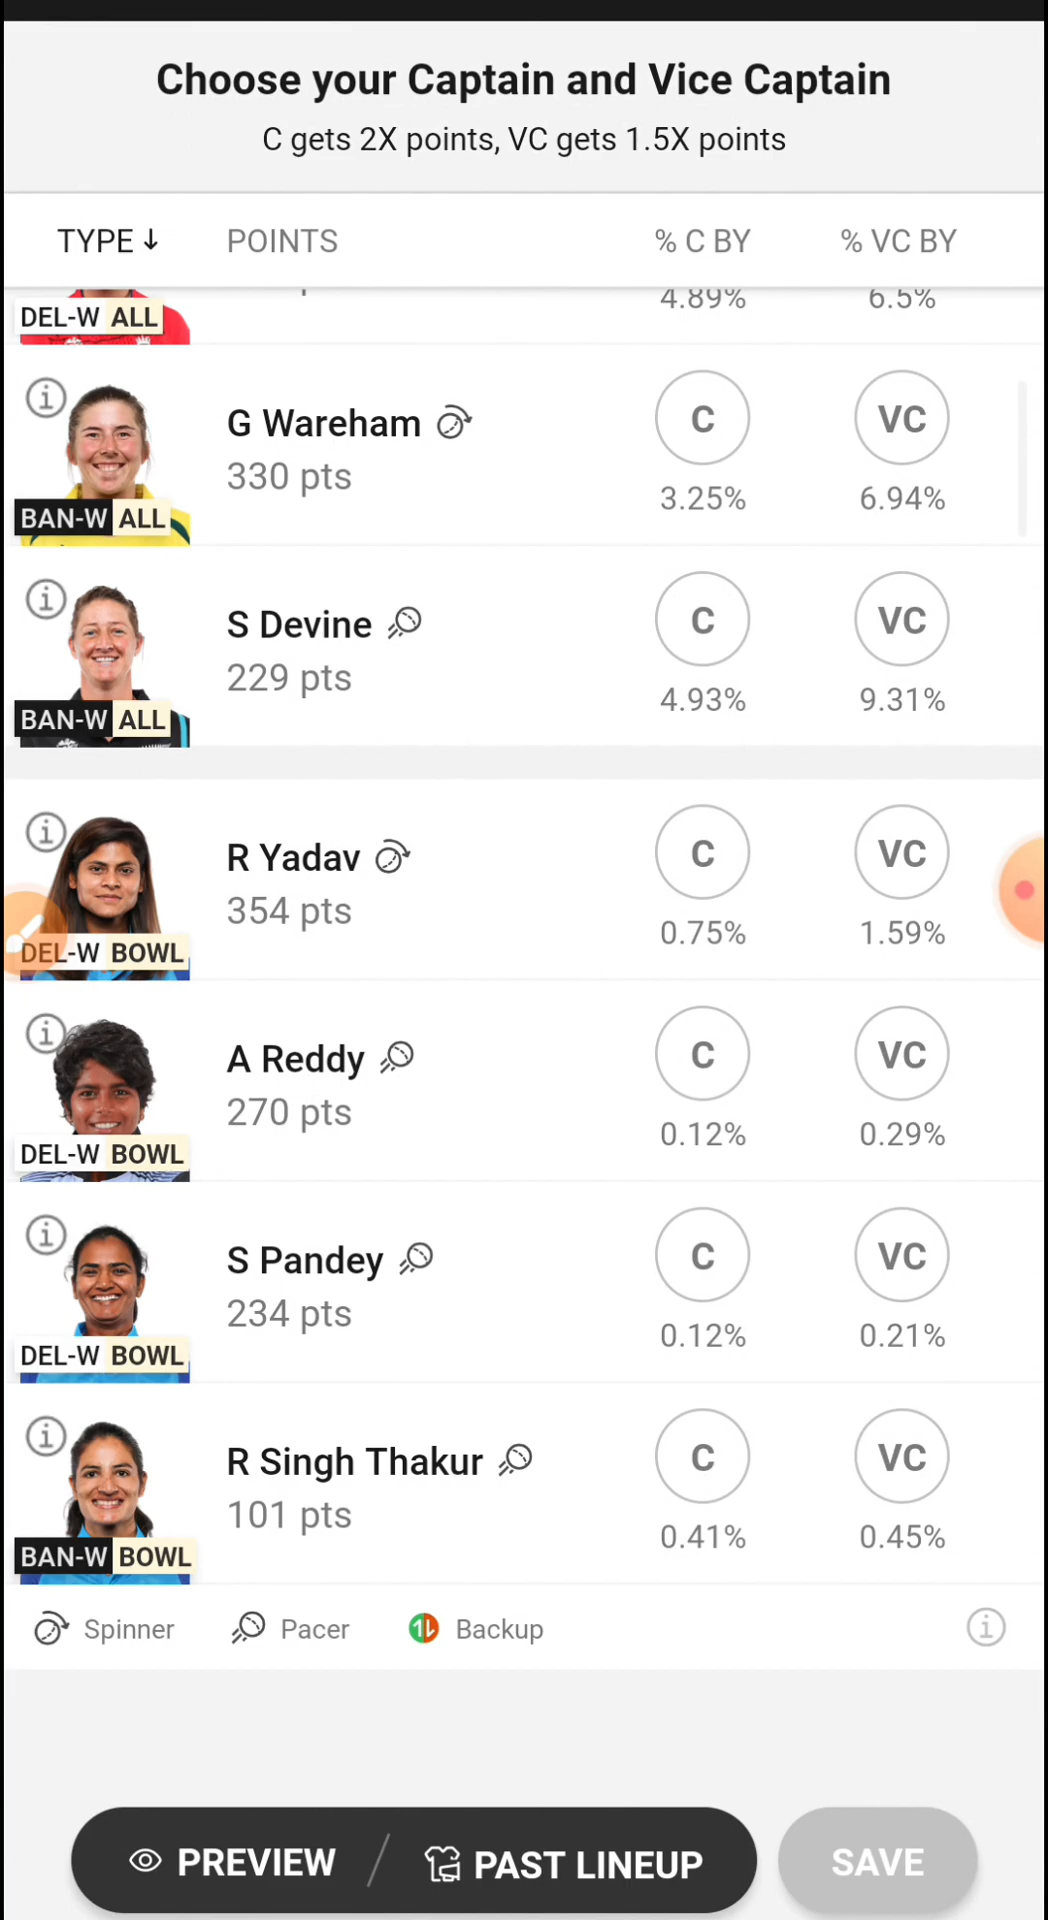 Choose your Captain and Vice Captain
C gets 2X points, VC gets 1.5X points
TYPE ↓ POINTS % C BY % VC BY
4.89% 6.5%
DEL-W ALL
G Wareham C VC
330 pts 3.25% 6.94%
BAN-W ALL
S Devine C VC
229 pts 4.93% 9.31%
BAN-W ALL
R Yadav C VC
354 pts 0.75% 1.59%
DEL-W BOWL
A Reddy C VC
270 pts 0.12% 0.29%
DEL-W BOWL
S Pandey C VC
234 pts 0.12% 0.21%
DEL-W BOWL
R Singh Thakur C VC
101 pts 0.41% 0.45%
BAN-W BOWL
Spinner Pacer Backup
PREVIEW / PAST LINEUP SAVE